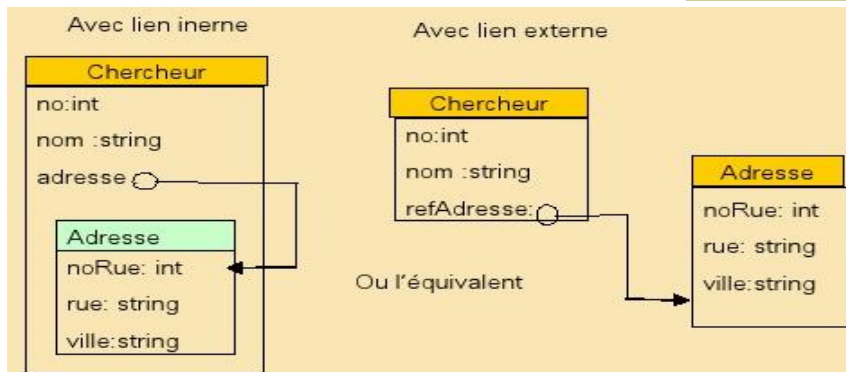 Avec lien inerne
Chercheur
no:int
nom :string
adresse
Adresse
noRue: int
rue: string
ville:string
Avec lien externe
Chercheur
no:int
nom :string
refAdresse:
Ou l'équivalent
Adresse
noRue: int
rue: string
ville:string